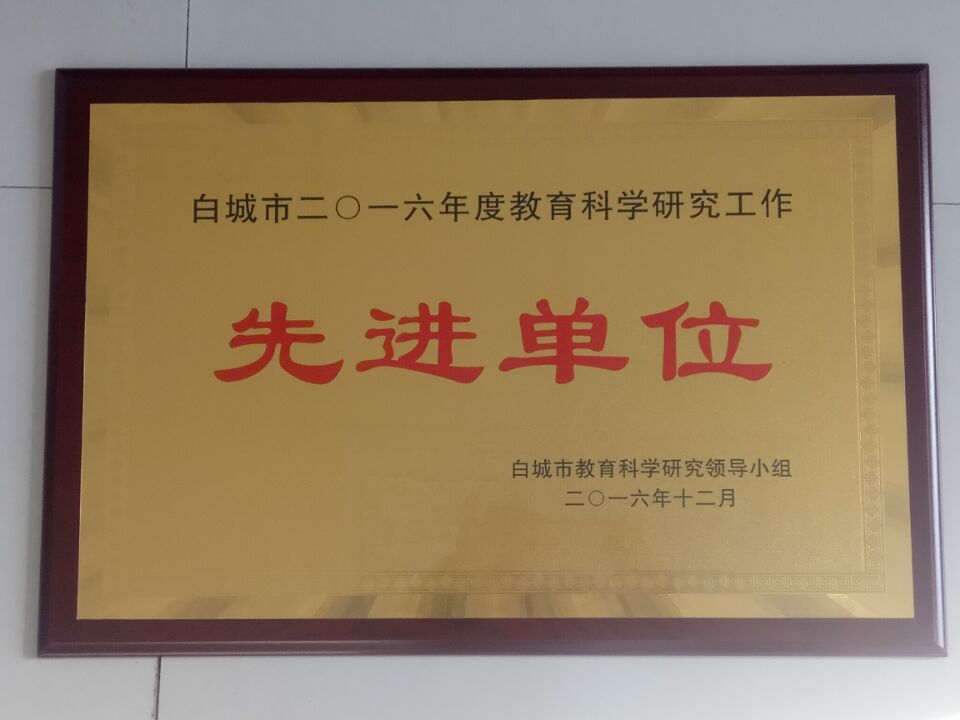 白城市二〇一六年度教育科学研究工作
先进单位
白城市教育科学研究领导小组
二〇一六年十二月